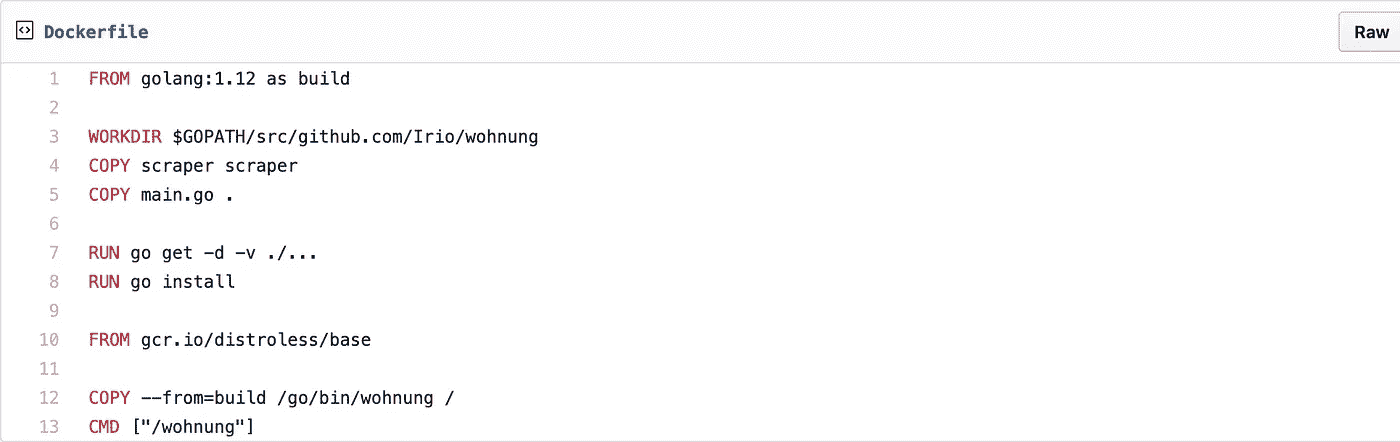 Dockerfile
Raw
1 FROM golang:1.12 as build
2
3 WORKDIR $GOPATH/src/github.com/Irio/wohnung
4 COPY scraper scraper
5 COPY main.go .
6
7 RUN go get -d -v ./...
8 RUN go install
9
10 FROM gcr.io/distroless/base
11
12 COPY --from=build /go/bin/wohnung /
13 CMD ["/wohnung"]